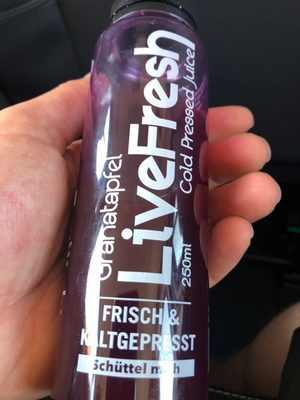 Granatapfel
LiveFresh
Cold Pressed Juice
250ml
FRISCH &
KALTGEPRESST
Schüttel mich